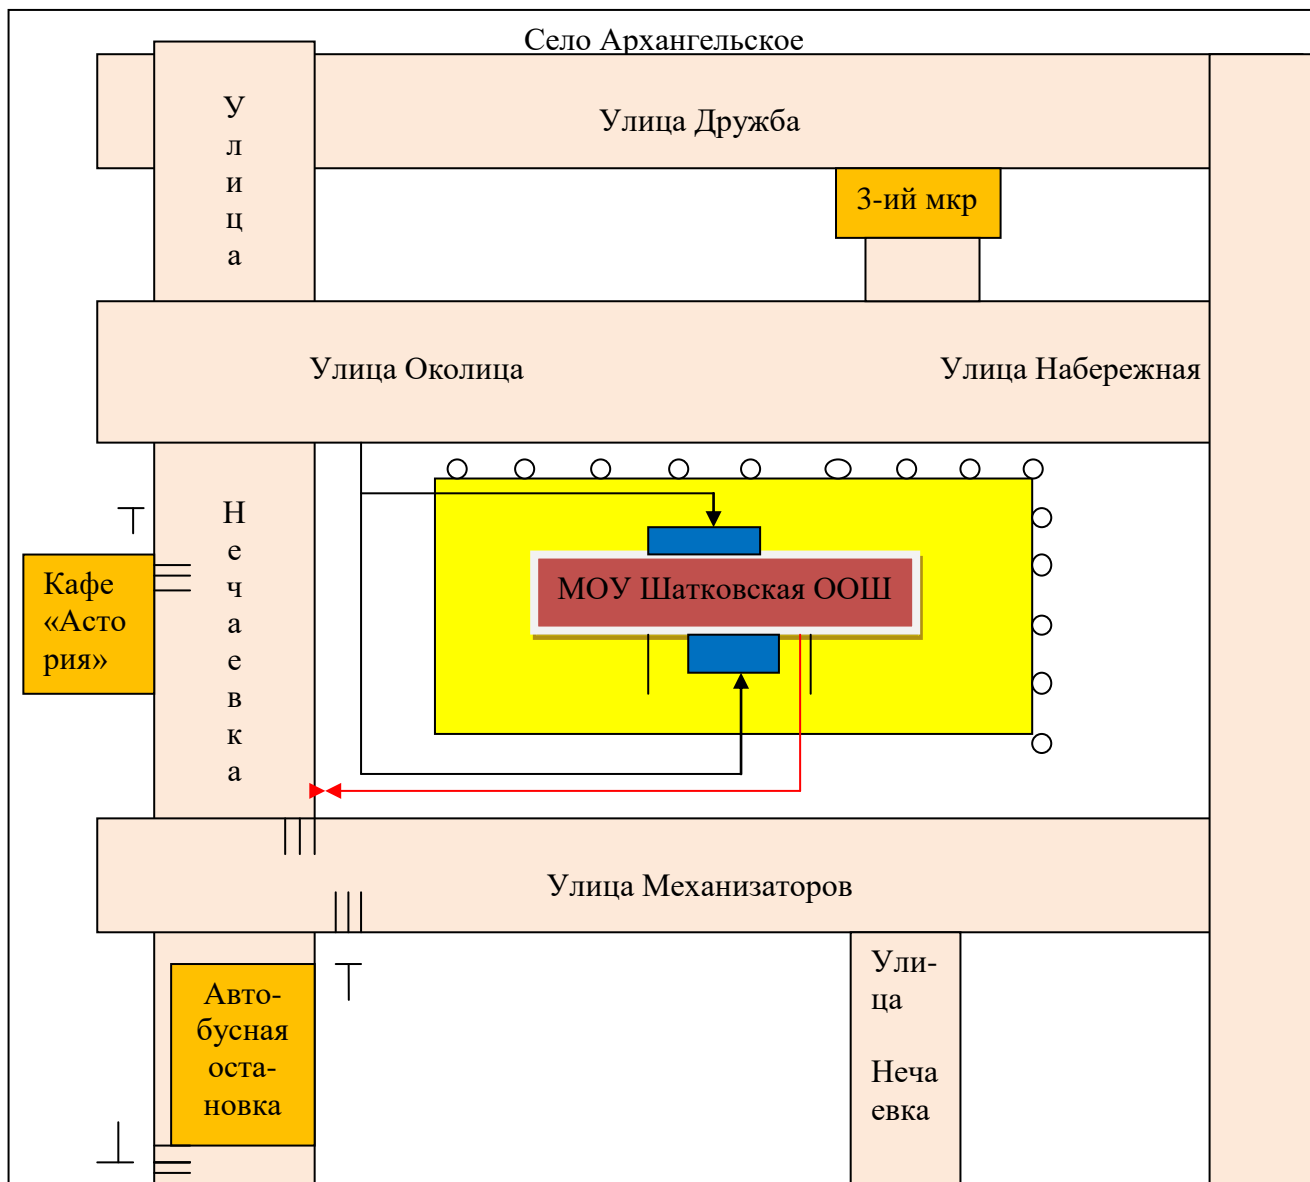 Село Архангельское
Улица Дружба
3-ий мкр
У
л
и
ц
а
Улица Околица
Улица Набережная
Н
е
ч
а
е
в
к
а
Кафе
«Асто
рия»
МОУ Шатковская ООШ
Улица Механизаторов
Авто-
бусная
оста-
новка
Ули-
ца
Неча
евка